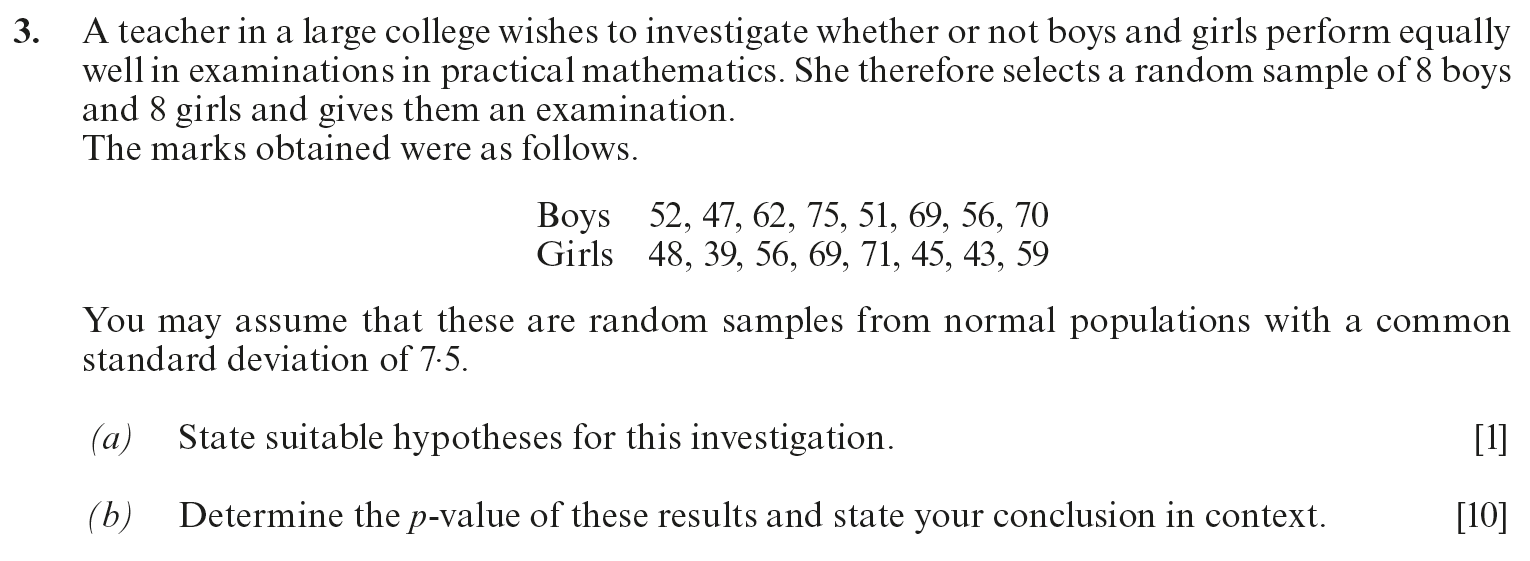 3. A teacher in a large college wishes to investigate whether or not boys and girls perform equally
well in examinations in practical mathematics. She therefore selects a random sample of 8 boys
and 8 girls and gives them an examination.
The marks obtained were as follows.
Boys 52, 47, 62, 75, 51, 69, 56, 70
Girls 48, 39, 56, 69, 71, 45, 43, 59
You may assume that these are random samples from normal populations with a common
standard deviation of 7·5.
(a) State suitable hypotheses for this investigation. [1]
(b) Determine the p-value of these results and state your conclusion in context. [10]